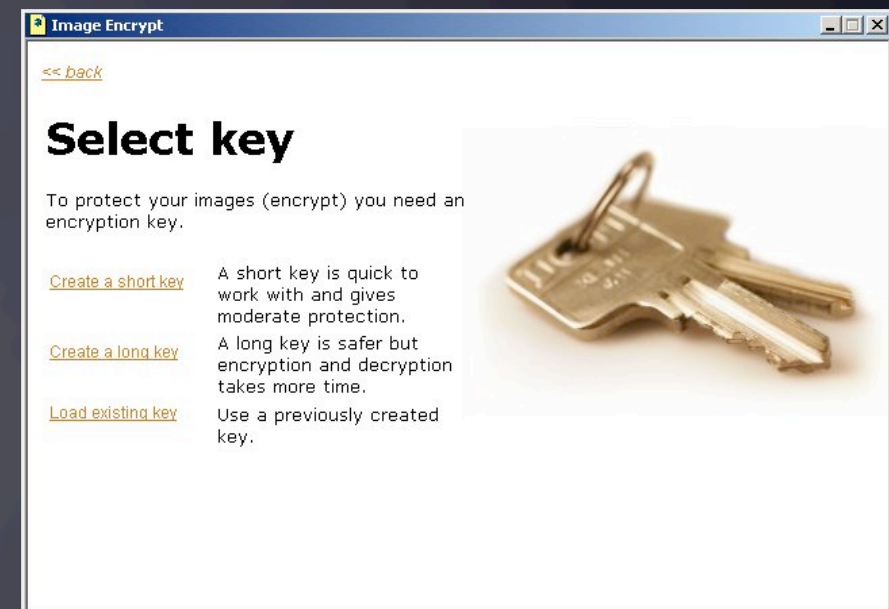 Image Encrypt
<< back
Select key
To protect your images (encrypt) you need an
encryption key.
Create a short key
A short key is quick to
work with and gives
moderate protection.
Create a long key
A long key is safer but
encryption and decryption
takes more time.
Load existing key
Use a previously created
key.